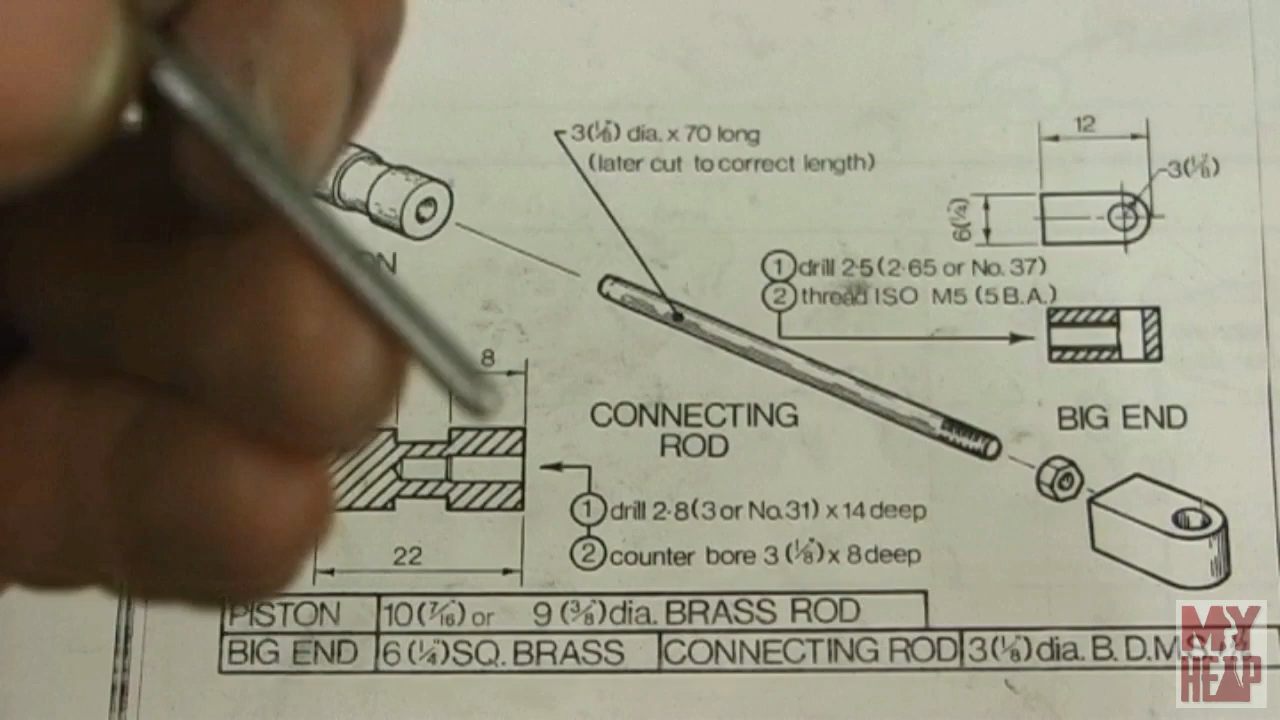 3(⅛") dia. x 70 long
(later cut to correct length)
12
3(⅛")
6(¼")
① drill 2·5 (2·65 or No. 37)
② thread ISO M5 (5 B.A.)
8
CONNECTING
ROD
BIG END
① drill 2·8 (3 or No. 31) x 14 deep
② counter bore 3 (⅛") x 8 deep
22
PISTON 10 (7/16") or 9 (⅜") dia. BRASS ROD
BIG END 6 (¼") SQ. BRASS CONNECTING ROD 3 (⅛") dia. B. D. M.
MY
HEAP